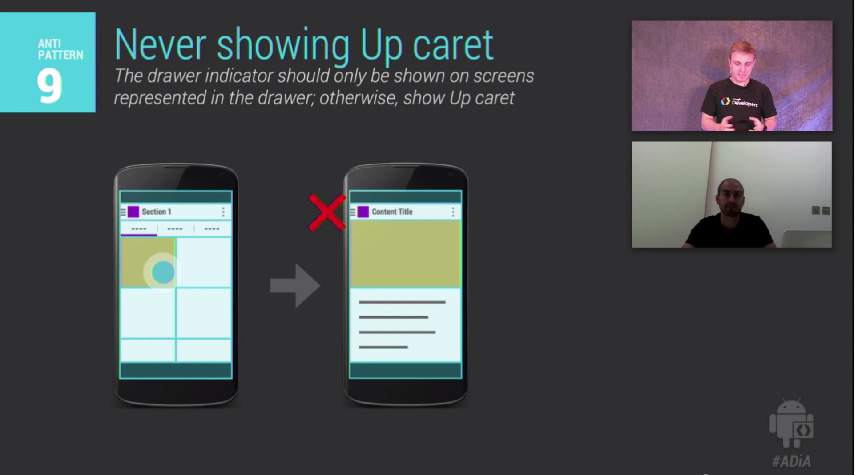 ANTI
PATTERN
9
Never showing Up caret
The drawer indicator should only be shown on screens
represented in the drawer; otherwise, show Up caret
Section 1
Content Title
Developers
#ADiA